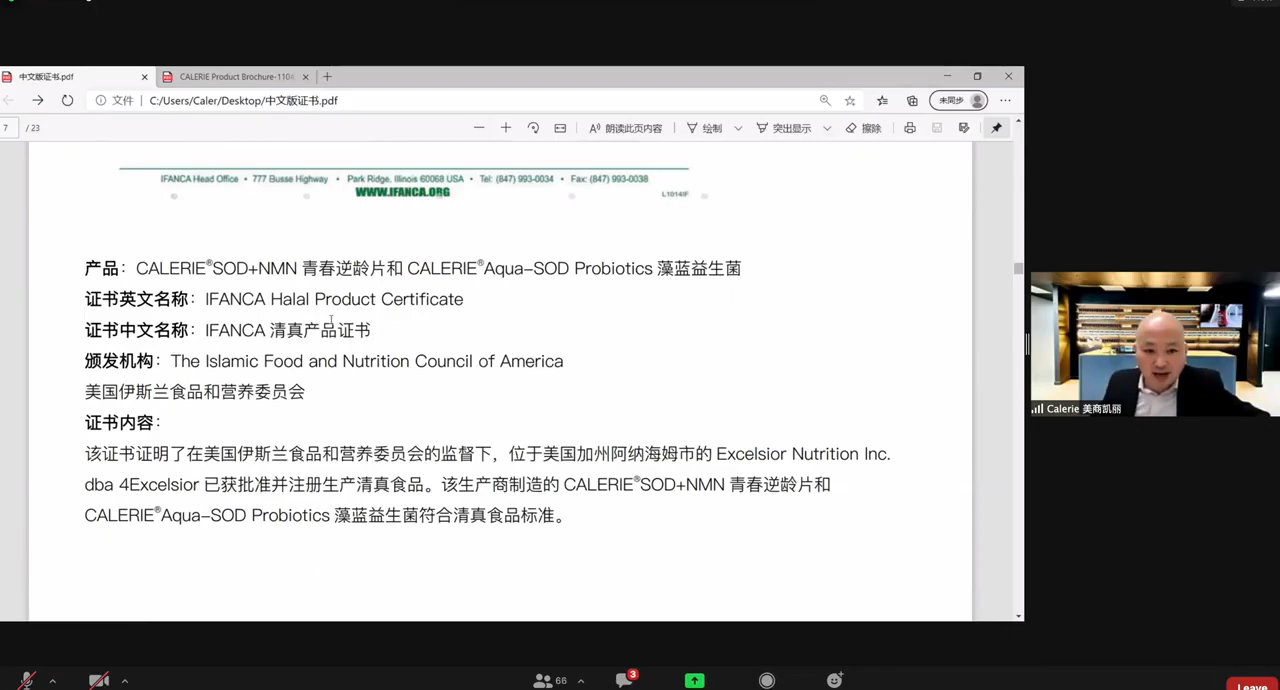 中文版证书.pdf
CALERIE Product Brochure-1104
文件 C:/Users/Caler/Desktop/中文版证书.pdf
未同步
7 / 23
朗读此页内容 绘制 突出显示 擦除
IFANCA Head Office • 777 Busse Highway • Park Ridge, Illinois 60068 USA • Tel: (847) 993-0034 • Fax: (847) 993-0038
WWW.IFANCA.ORG
产品：CALERIE®SOD+NMN 青春逆龄片和 CALERIE®Aqua–SOD Probiotics 藻蓝益生菌
证书英文名称：IFANCA Halal Product Certificate
证书中文名称：IFANCA 清真产品证书
颁发机构：The Islamic Food and Nutrition Council of America
美国伊斯兰食品和营养委员会
证书内容：
该证书证明了在美国伊斯兰食品和营养委员会的监督下，位于美国加州阿纳海姆市的 Excelsior Nutrition Inc.
dba 4Excelsior 已获批准并注册生产清真食品。该生产商制造的 CALERIE®SOD+NMN 青春逆龄片和
CALERIE®Aqua–SOD Probiotics 藻蓝益生菌符合清真食品标准。
Calerie 美商凯丽
66
3
Leave